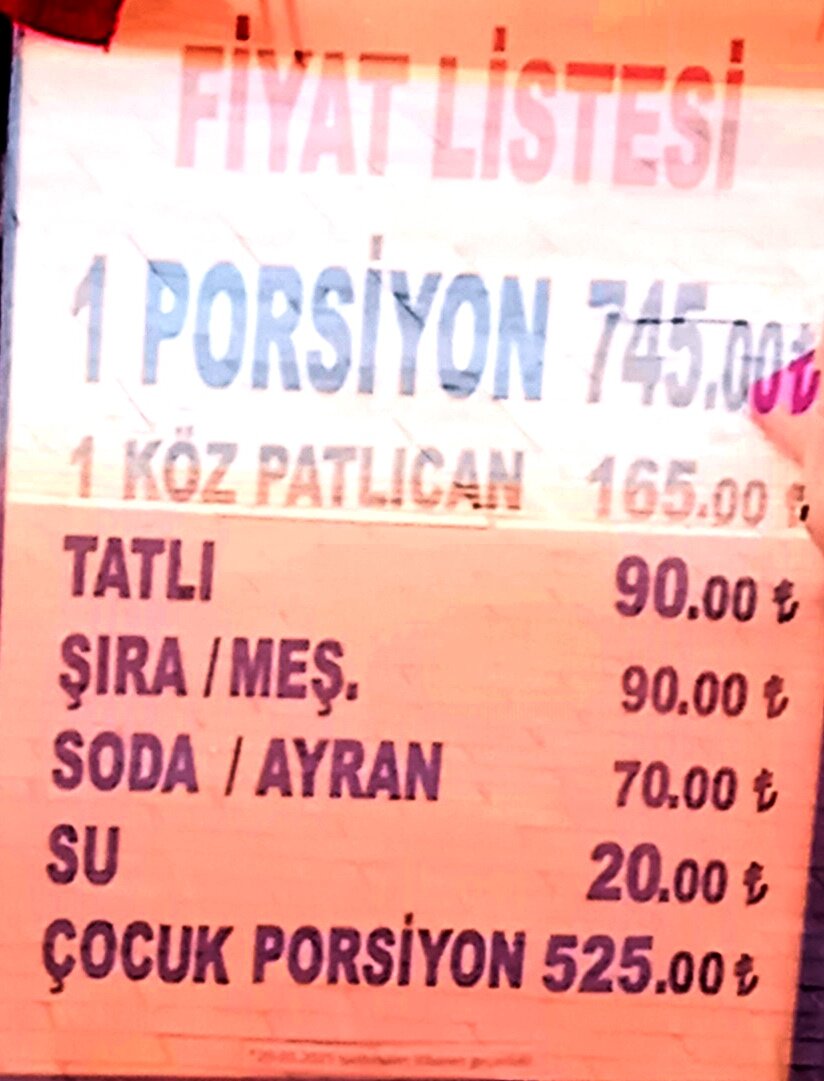 FİYAT LİSTESİ
1 PORSİYON 745.00 ₺
1 KÖZ PATLICAN 165.00 ₺
TATLI 90.00 ₺
ŞIRA / MEŞ. 90.00 ₺
SODA / AYRAN 70.00 ₺
SU 20.00 ₺
ÇOCUK PORSİYON 525.00 ₺